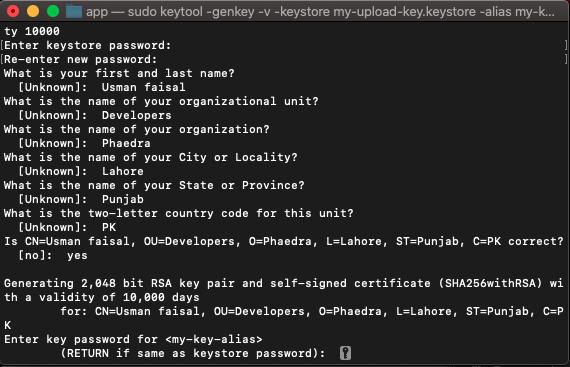 app — sudo keytool -genkey -v -keystore my-upload-key.keystore -alias my-k...
ty 10000
[Enter keystore password: ]
[Re-enter new password: ]
What is your first and last name?
[Unknown]: Usman faisal
What is the name of your organizational unit?
[Unknown]: Developers
What is the name of your organization?
[Unknown]: Phaedra
What is the name of your City or Locality?
[Unknown]: Lahore
What is the name of your State or Province?
[Unknown]: Punjab
What is the two-letter country code for this unit?
[Unknown]: PK
Is CN=Usman faisal, OU=Developers, O=Phaedra, L=Lahore, ST=Punjab, C=PK correct?
[no]: yes
Generating 2,048 bit RSA key pair and self-signed certificate (SHA256withRSA) wi
th a validity of 10,000 days
for: CN=Usman faisal, OU=Developers, O=Phaedra, L=Lahore, ST=Punjab, C=P
K
Enter key password for <my-key-alias>
(RETURN if same as keystore password):